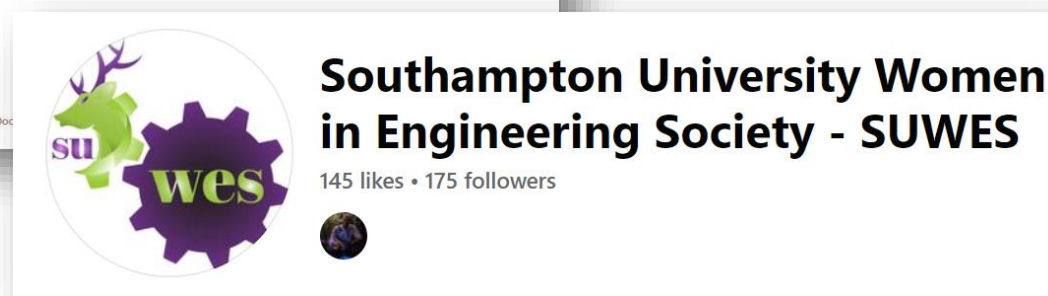 Southampton University Women
in Engineering Society - SUWES
145 likes • 175 followers
su
wes